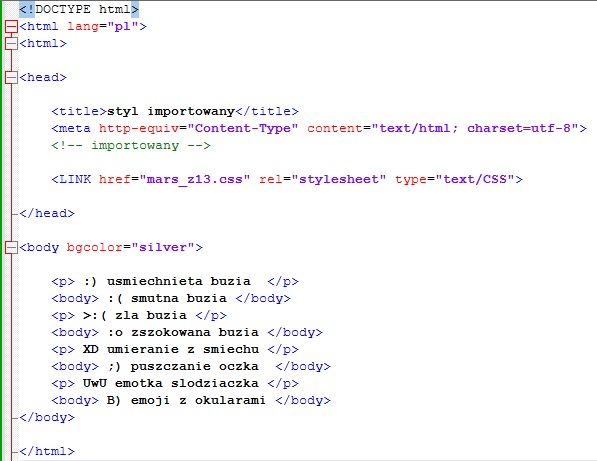 <!DOCTYPE html>
<html lang="pl">
<html>
<head>
<title>styl importowany</title>
<meta http-equiv="Content-Type" content="text/html; charset=utf-8">
<!-- importowany -->
<LINK href="mars_z13.css" rel="stylesheet" type="text/CSS">
</head>
<body bgcolor="silver">
<p> :) usmiechnieta buzia  </p>
<body> :( smutna buzia </body>
<p> >:( zla buzia </p>
<body> :o zszokowana buzia </body>
<p> XD umieranie z smiechu </p>
<body> ;) puszczanie oczka  </body>
<p> UwU emotka slodziaczka </p>
<body> B) emoji z okularami </body>
</body>
</html>